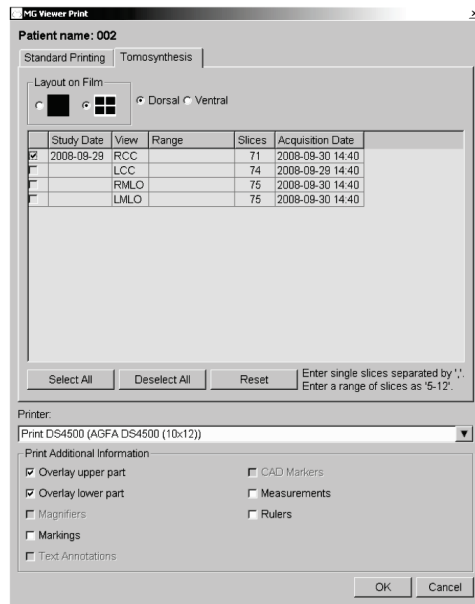 MG Viewer Print
Patient name: 002
Standard Printing Tomosynthesis
Layout on Film
Dorsal Ventral
Study Date View Range Slices Acquisition Date
2008-09-29 RCC 71 2008-09-30 14:40
LCC 74 2008-09-29 14:40
RMLO 75 2008-09-30 14:40
LMLO 75 2008-09-30 14:40
Select All Deselect All Reset Enter single slices separated by ','.
Enter a range of slices as '5-12'.
Printer:
Print DS4500 (AGFA DS4500 (10x12))
Print Additional Information
Overlay upper part CAD Markers
Overlay lower part Measurements
Magnifiers Rulers
Markings
Text Annotations
OK Cancel